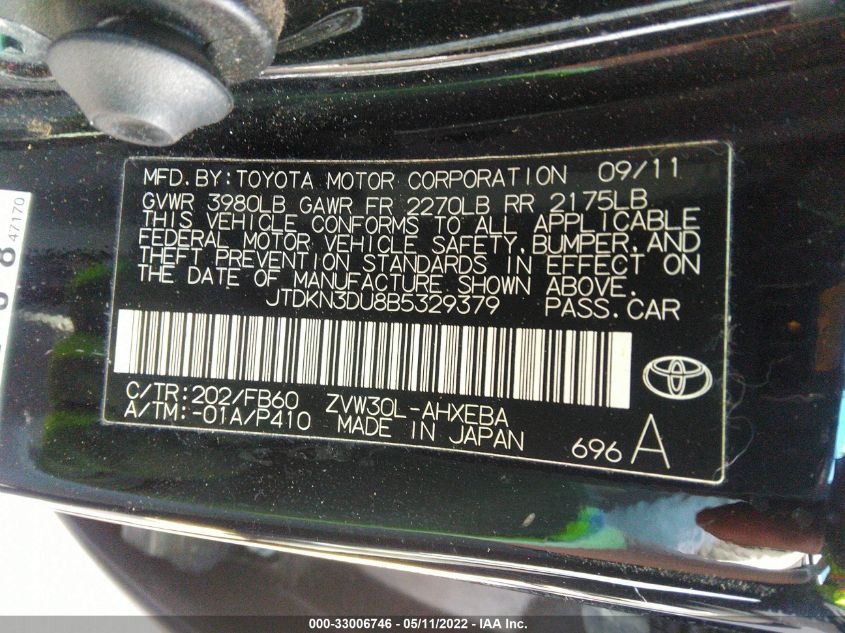 MFD.BY:TOYOTA MOTOR CORPORATION 09/11
GVWR 3980LB GAWR FR 2270LB RR 2175LB
THIS VEHICLE CONFORMS TO ALL APPLICABLE
FEDERAL MOTOR VEHICLE SAFETY,BUMPER,AND
THEFT PREVENTION STANDARDS IN EFFECT ON
THE DATE OF MANUFACTURE SHOWN ABOVE.
JTDKN3DU8B5329379 PASS.CAR
C/TR:202/FB60 ZVW30L-AHXEBA
A/TM:-01A/P410 MADE IN JAPAN 696 A
47170
000-33006746 - 05/11/2022 - IAA Inc.